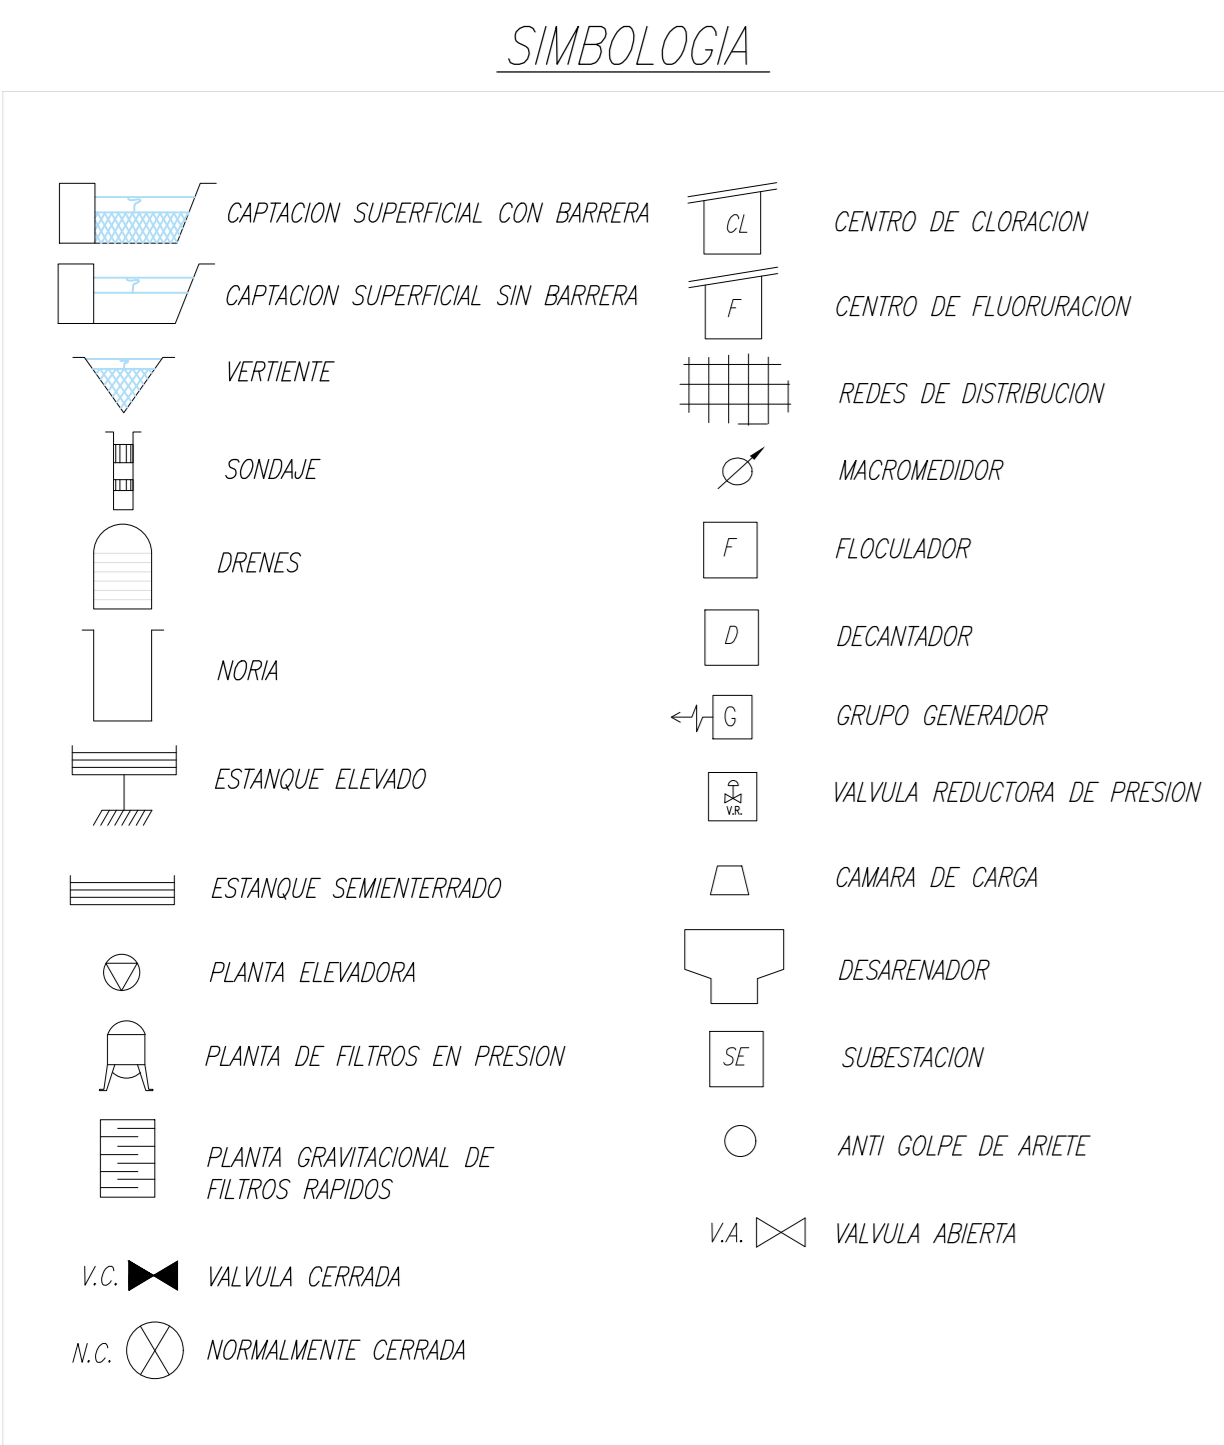 SIMBOLOGIA
CAPTACION SUPERFICIAL CON BARRERA
CAPTACION SUPERFICIAL SIN BARRERA
VERTIENTE
SONDAJE
DRENES
NORIA
ESTANQUE ELEVADO
ESTANQUE SEMIENTERRADO
PLANTA ELEVADORA
PLANTA DE FILTROS EN PRESION
PLANTA GRAVITACIONAL DE
FILTROS RAPIDOS
V.C. VALVULA CERRADA
N.C. NORMALMENTE CERRADA
CL CENTRO DE CLORACION
F CENTRO DE FLUORURACION
REDES DE DISTRIBUCION
MACROMEDIDOR
F FLOCULADOR
D DECANTADOR
G GRUPO GENERADOR
V.R. VALVULA REDUCTORA DE PRESION
CAMARA DE CARGA
DESARENADOR
SE SUBESTACION
ANTI GOLPE DE ARIETE
V.A. VALVULA ABIERTA